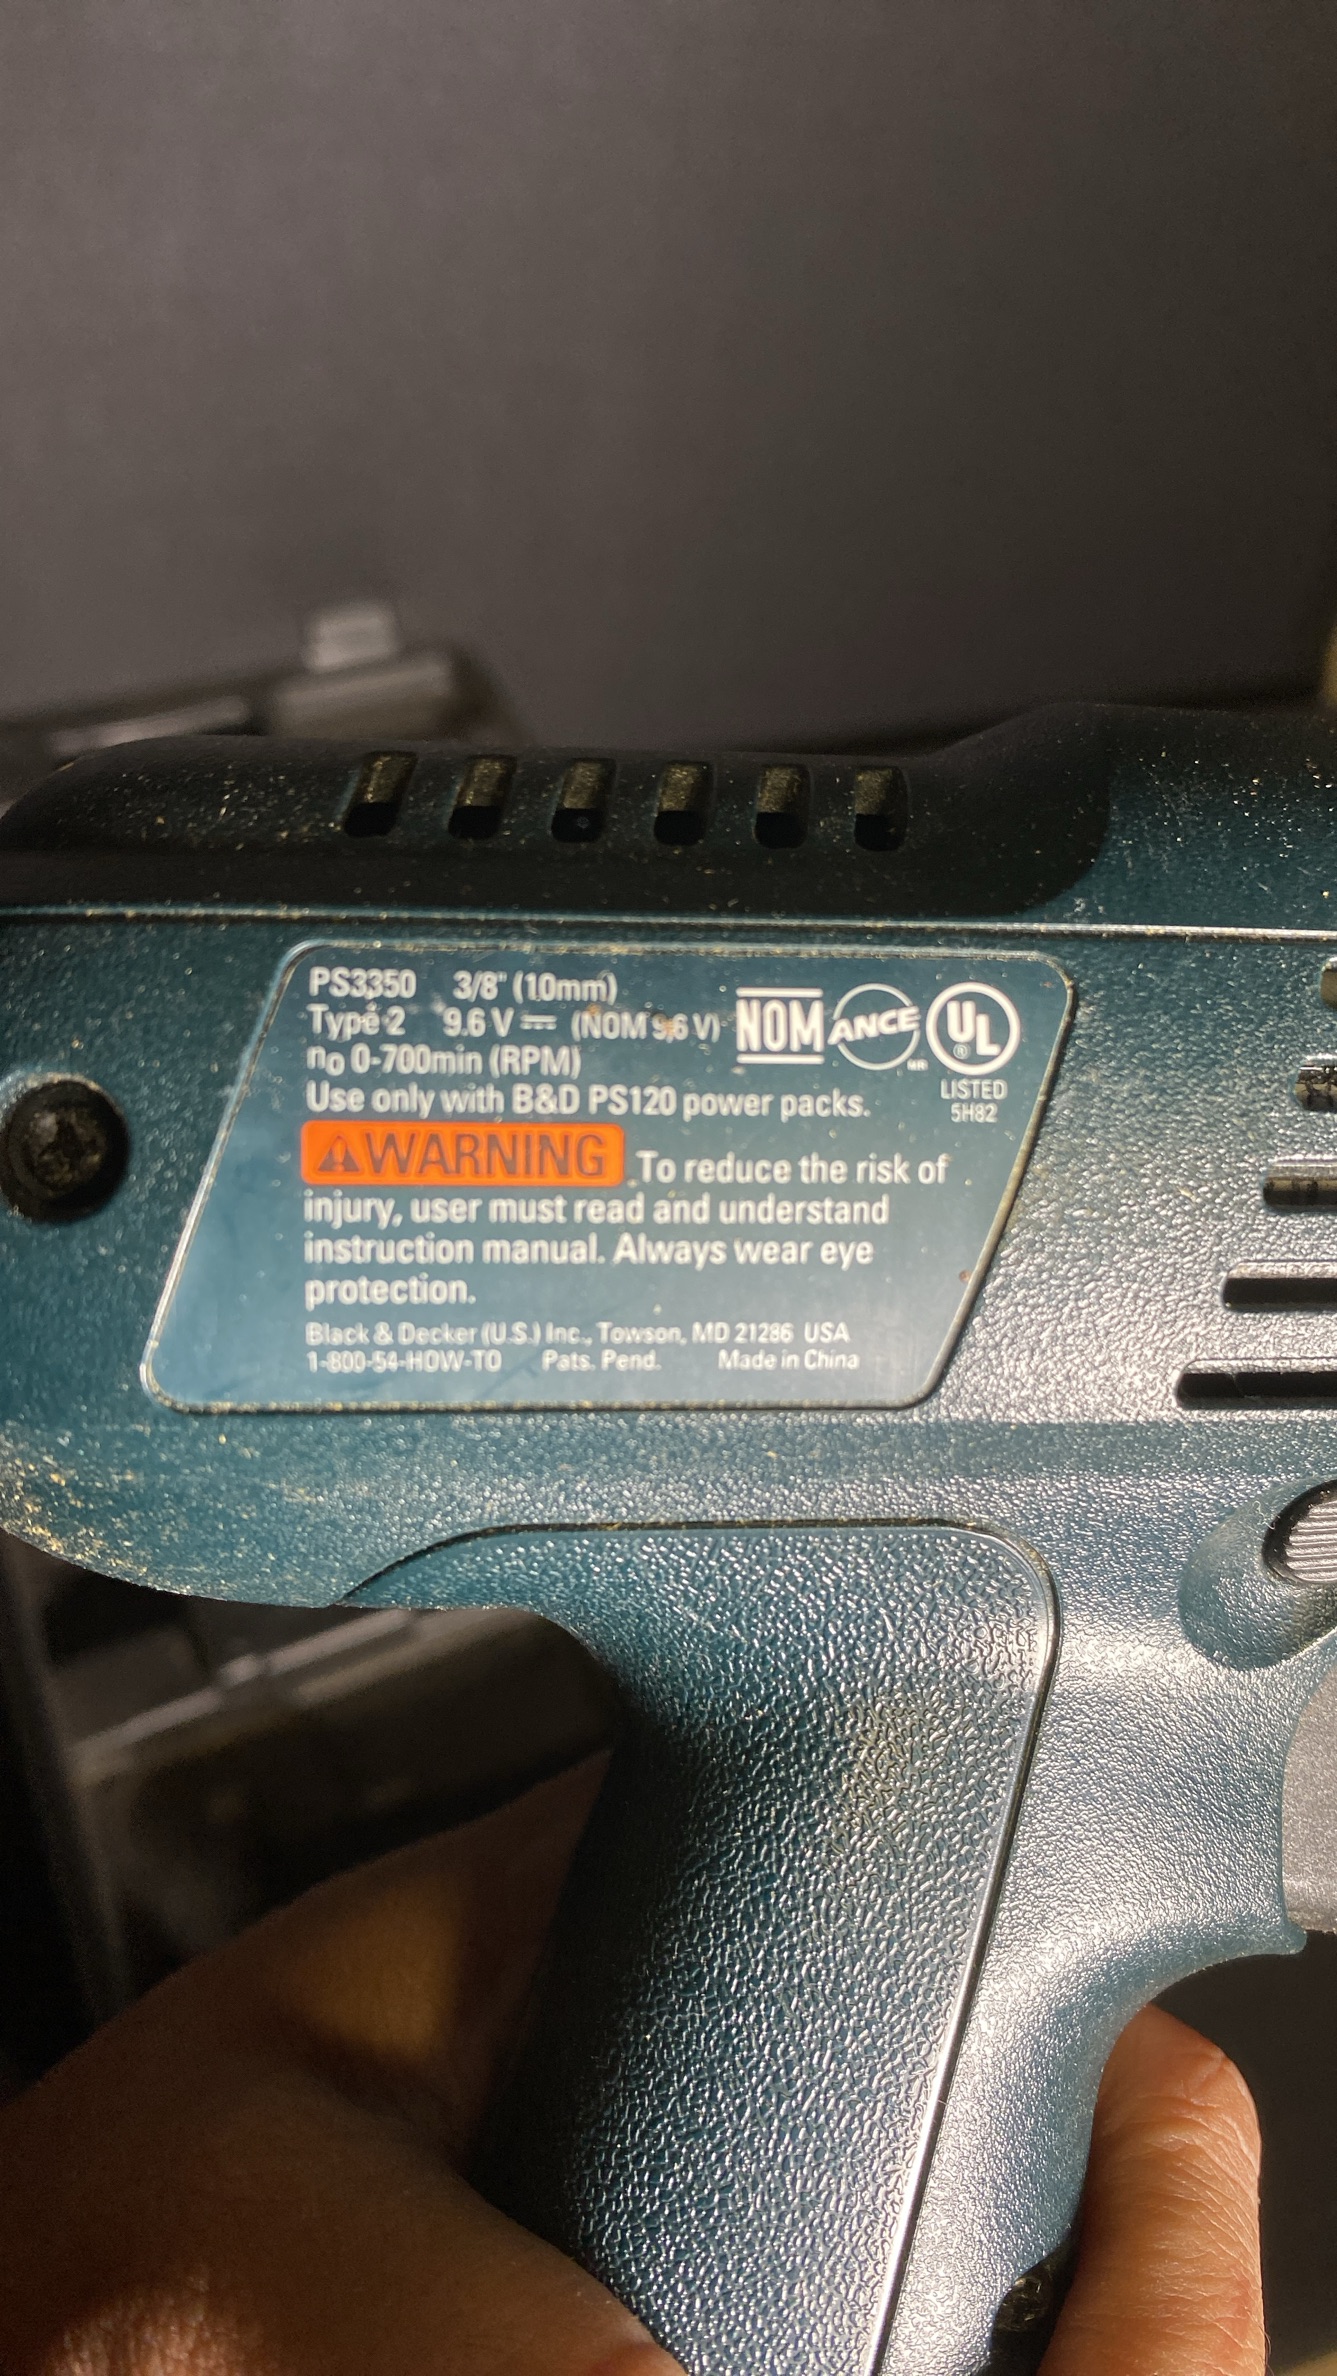 PS3350 3/8" (10mm)
Type 2 9.6 V (NOM 9,6 V) NOM ANCE UL
no 0-700min (RPM)
Use only with B&D PS120 power packs.
LISTED
5H82
WARNING To reduce the risk of
injury, user must read and understand
instruction manual. Always wear eye
protection.
Black & Decker (U.S.) Inc., Towson, MD 21286 USA
1-800-54-HOW-TO Pats. Pend. Made in China